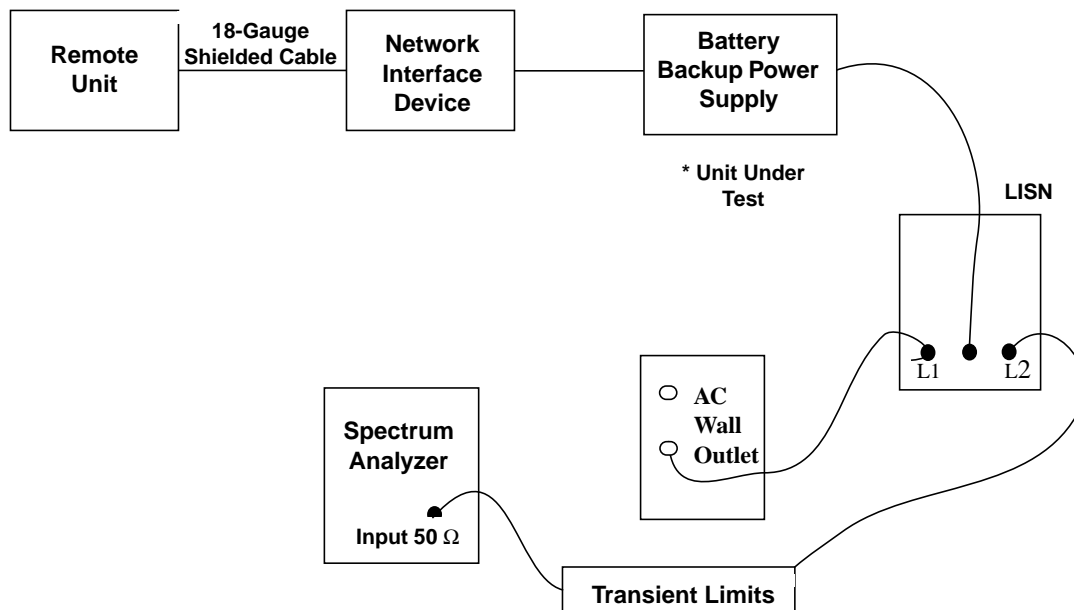 Remote
Unit
18-Gauge
Shielded Cable
Network
Interface
Device
Battery
Backup Power
Supply
* Unit Under
Test
LISN
L1
L2
AC
Wall
Outlet
Spectrum
Analyzer
Input 50 Ω
Transient Limits